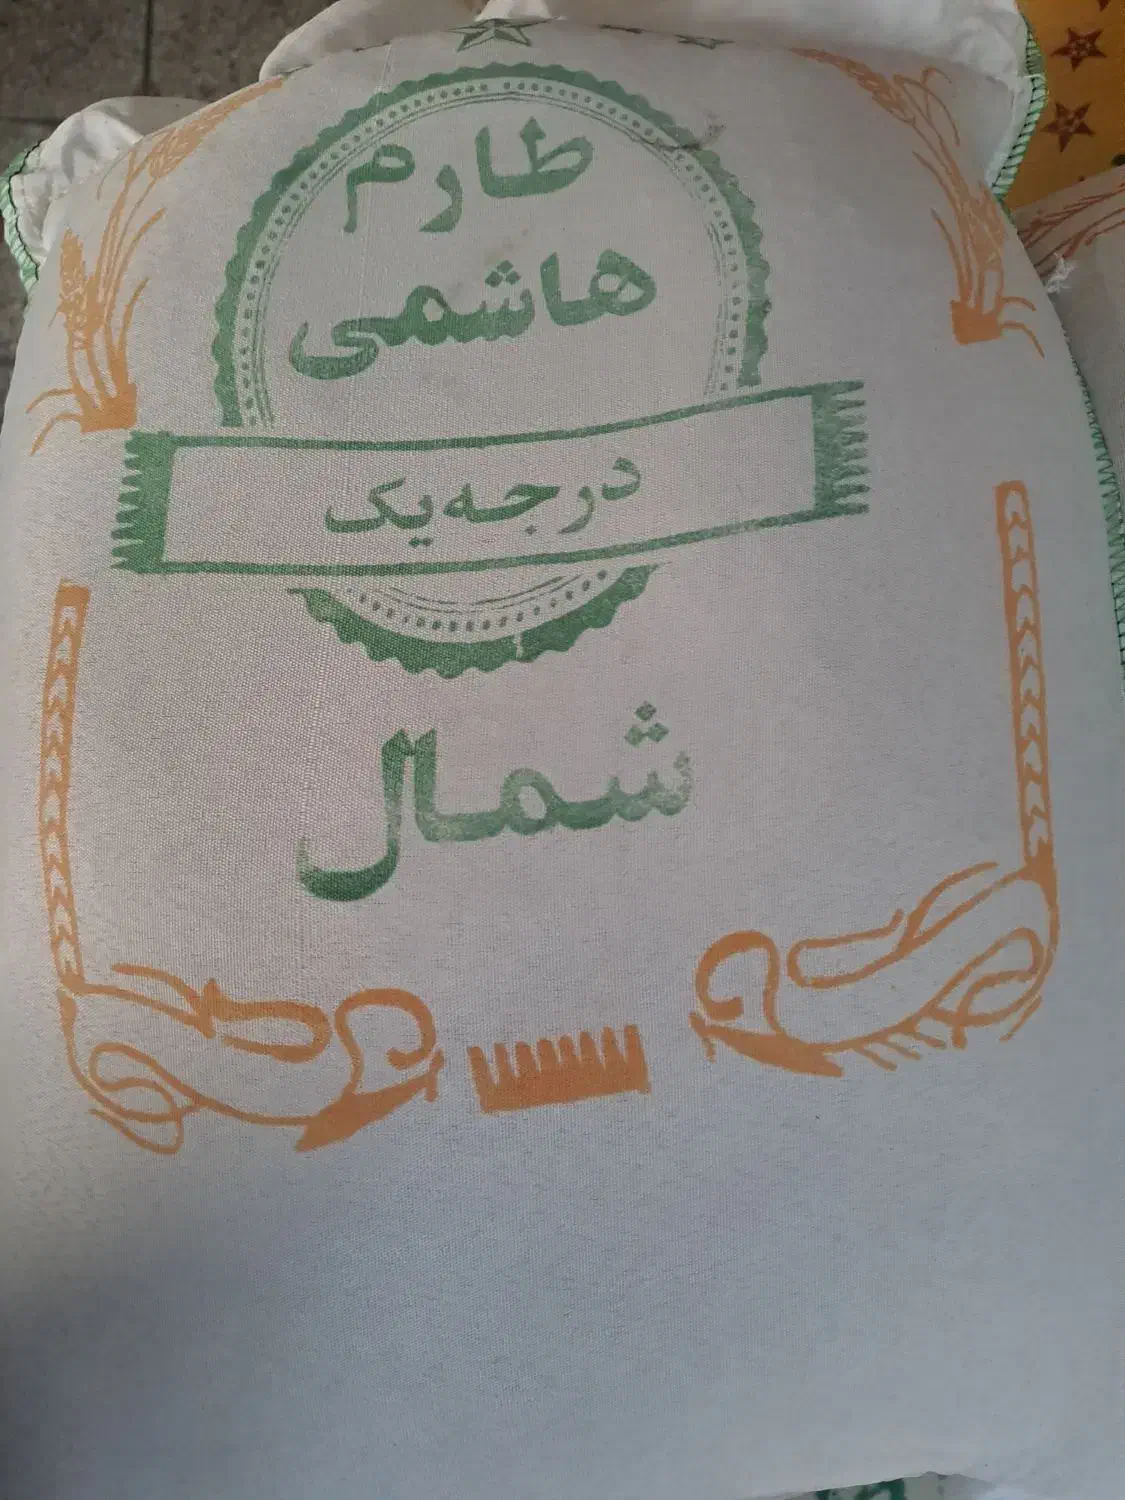 طارم
هاشمی
درجه‌یک
شمال